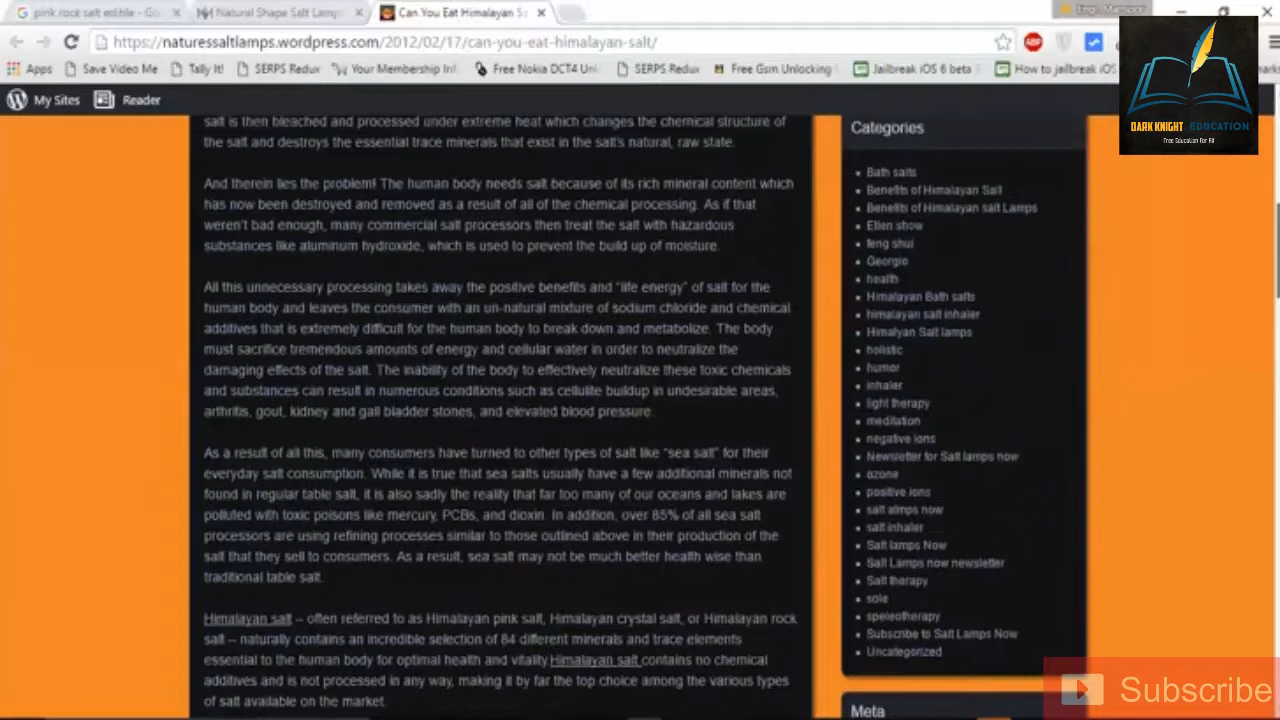 pink rock salt edible - Go
Natural Shape Salt Lamp
Can You Eat Himalayan Sa
https://naturessaltlamps.wordpress.com/2012/02/17/can-you-eat-himalayan-salt/
ABP
Apps
Save Video Me
Tally It!
SERPS Redux
Your Membership In
Free Nokia DCT4 Un
SERPS Redux
Free Gsm Unlocking
Jailbreak iOS 6 beta
How to jailbreak iOS
My Sites
Reader
DARK KNIGHT EDUCATION
Free Education For All
salt is then bleached and processed under extreme heat which changes the chemical structure of
the salt and destroys the essential trace minerals that exist in the salt's natural, raw state.
And therein lies the problem! The human body needs salt because of its rich mineral content which
has now been destroyed and removed as a result of all of the chemical processing. As if that
weren't bad enough, many commercial salt processors then treat the salt with hazardous
substances like aluminum hydroxide, which is used to prevent the build up of moisture.
All this unnecessary processing takes away the positive benefits and "life energy" of salt for the
human body and leaves the consumer with an un-natural mixture of sodium chloride and chemical
additives that is extremely difficult for the human body to break down and metabolize. The body
must sacrifice tremendous amounts of energy and cellular water in order to neutralize the
damaging effects of the salt. The inability of the body to effectively neutralize these toxic chemicals
and substances can result in numerous conditions such as cellulite buildup in undesirable areas,
arthritis, gout, kidney and gall bladder stones, and elevated blood pressure.
As a result of all this, many consumers have turned to other types of salt like "sea salt" for their
everyday salt consumption. While it is true that sea salts usually have a few additional minerals not
found in regular table salt, it is also sadly the reality that far too many of our oceans and lakes are
polluted with toxic poisons like mercury, PCBs, and dioxin. In addition, over 85% of all sea salt
processors are using refining processes similar to those outlined above in their production of the
salt that they sell to consumers. As a result, sea salt may not be much better health wise than
traditional table salt.
Himalayan salt – often referred to as Himalayan pink salt, Himalayan crystal salt, or Himalayan rock
salt – naturally contains an incredible selection of 84 different minerals and trace elements
essential to the human body for optimal health and vitality.Himalayan salt contains no chemical
additives and is not processed in any way, making it by far the top choice among the various types
of salt available on the market.
Categories
Bath salts
Benefits of Himalayan Salt
Benefits of Himalayan salt Lamps
Ellen show
feng shui
Georgio
health
Himalayan Bath salts
himalayan salt inhaler
Himalyan Salt lamps
holistic
humor
inhaler
light therapy
meditation
negative ions
Newsletter for Salt lamps now
ozone
positive ions
salt almps now
salt inhaler
Salt lamps Now
Salt Lamps now newsletter
Salt therapy
sole
speleotherapy
Subscribe to Salt Lamps Now
Uncategorized
Meta
Subscribe